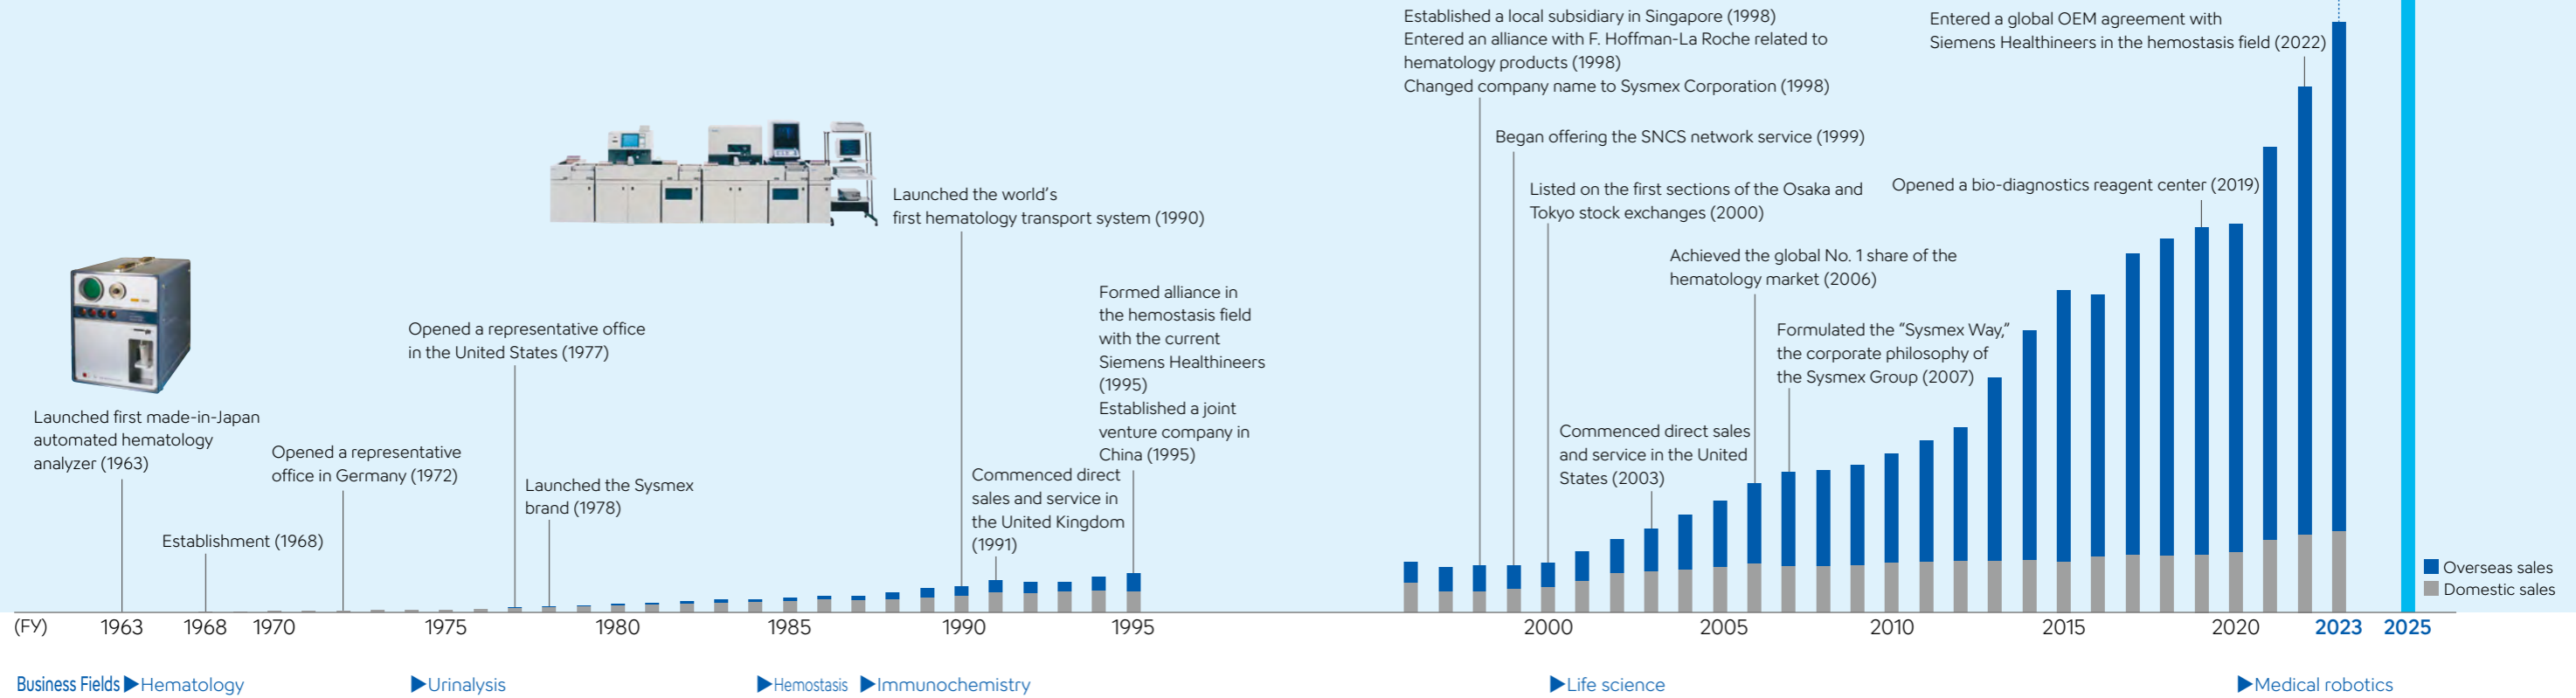 Launched first made-in-Japan
automated hematology
analyzer (1963)
Establishment (1968)
Opened a representative
office in Germany (1972)
Opened a representative office
in the United States (1977)
Launched the Sysmex
brand (1978)
Launched the world's
first hematology transport system (1990)
Commenced direct
sales and service in
the United Kingdom
(1991)
Formed alliance in
the hemostasis field
with the current
Siemens Healthineers
(1995)
Established a joint
venture company in
China (1995)
Established a local subsidiary in Singapore (1998)
Entered an alliance with F. Hoffman-La Roche related to
hematology products (1998)
Changed company name to Sysmex Corporation (1998)
Began offering the SNCS network service (1999)
Listed on the first sections of the Osaka and
Tokyo stock exchanges (2000)
Commenced direct sales
and service in the United
States (2003)
Achieved the global No. 1 share of the
hematology market (2006)
Formulated the “Sysmex Way,”
the corporate philosophy of
the Sysmex Group (2007)
Opened a bio-diagnostics reagent center (2019)
Entered a global OEM agreement with
Siemens Healthineers in the hemostasis field (2022)
Overseas sales
Domestic sales
(FY) 1963 1968 1970 1975 1980 1985 1990 1995 2000 2005 2010 2015 2020 2023 2025
Business Fields ▶Hematology ▶Urinalysis ▶Hemostasis ▶Immunochemistry ▶Life science ▶Medical robotics